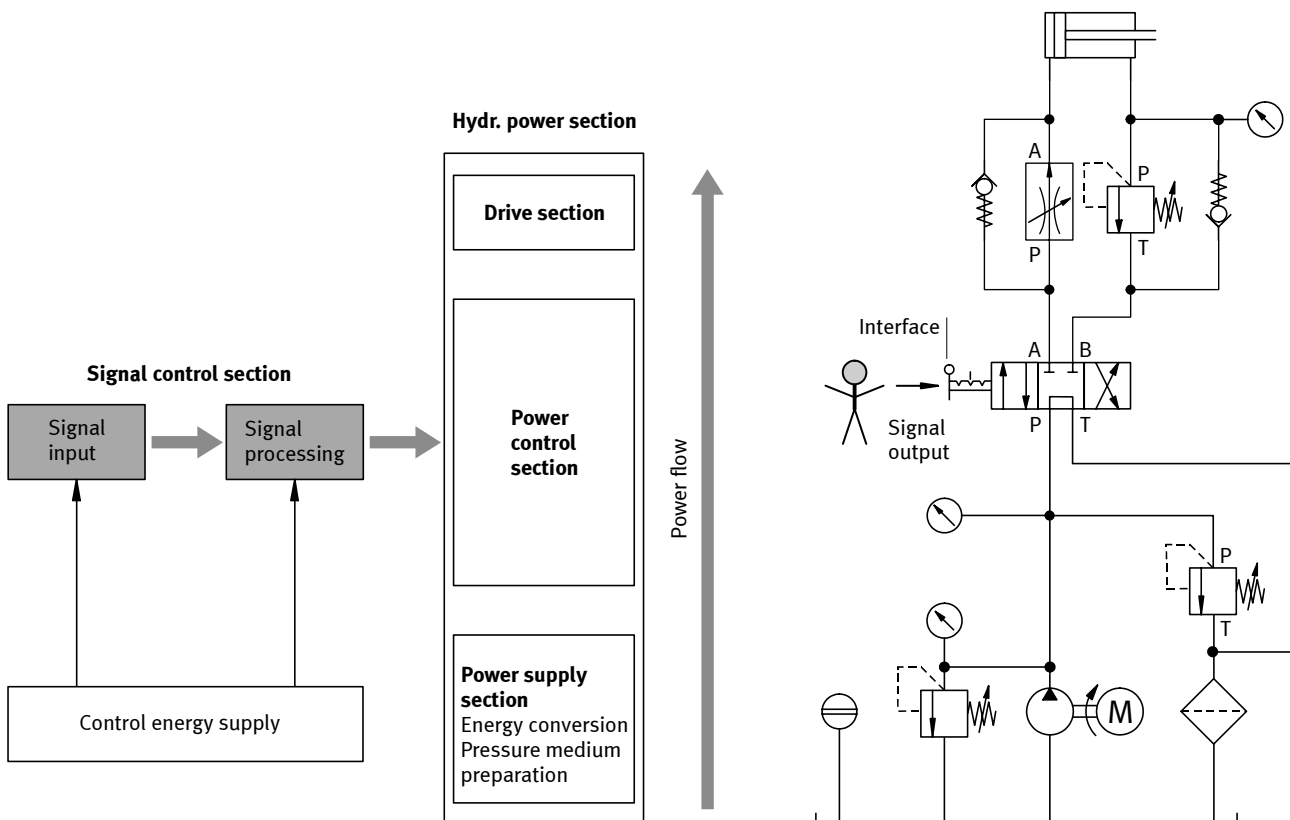 Hydr. power section
Drive section
Signal control section
Signal
input
Signal
processing
Power
control
section
Power flow
Power supply
section
Energy conversion
Pressure medium
preparation
Control energy supply
A
P
P
T
Interface
A
B
P
T
Signal
output
P
T
M